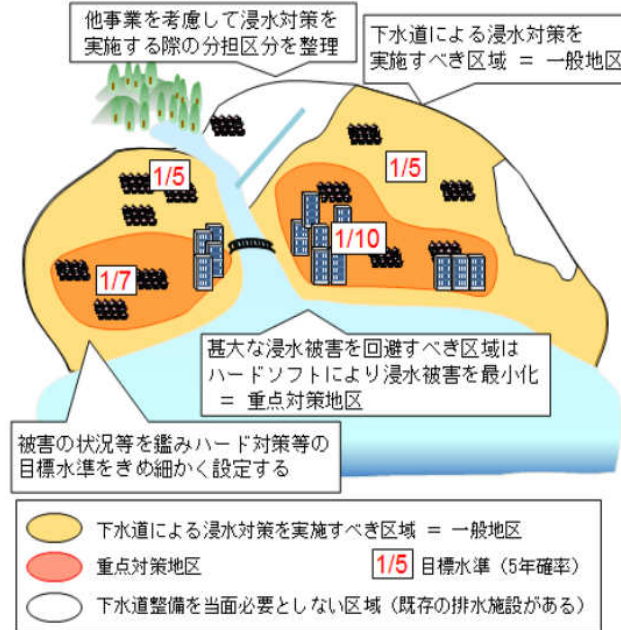 他事業を考慮して浸水対策を
実施する際の分担区分を整理
下水道による浸水対策を
実施すべき区域 = 一般地区
1/5
1/5
1/10
1/7
甚大な浸水被害を回避すべき区域は
ハードソフトにより浸水被害を最小化
= 重点対策地区
被害の状況等を鑑みハード対策等の
目標水準をきめ細かく設定する
下水道による浸水対策を実施すべき区域 = 一般地区
重点対策地区
1/5 目標水準(5年確率)
下水道整備を当面必要としない区域(既存の排水施設がある)